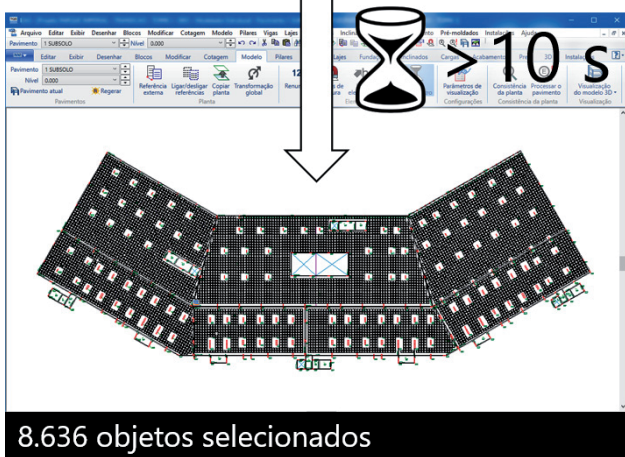 > 10 s
Arquivo Editar Exibir Desenhar Blocos Modificar Cotagem Modelo Pilares Vigas Lajes Pré-moldados Instalações Ajuda
Pavimento 1 SUBSOLO Nível 0.000
Editar Exibir Desenhar Blocos Modificar Cotagem Modelo Pilares Lajes
Pavimento 1 SUBSOLO
Nível 0.000
Pavimento atual Regerar
Referência externa Ligar/desligar referências Copiar planta Transformação global
Parâmetros de visualização Consistência da planta Processar o pavimento Visualização do modelo 3D
Pavimentos Planta Configurações Consistência da planta Visualização
8.636 objetos selecionados